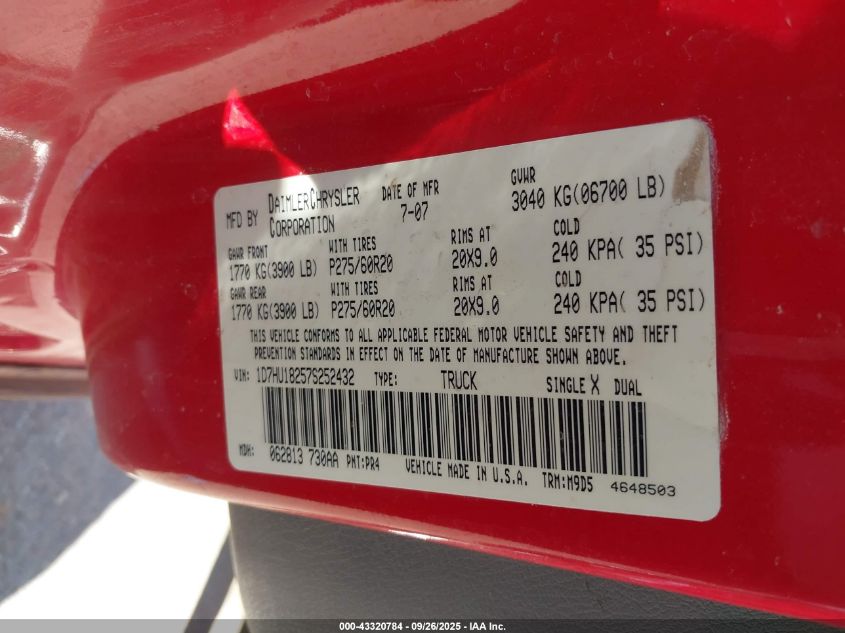 MFD BY DAIMLERCHRYSLER CORPORATION DATE OF MFR 7-07 GVWR 3040 KG(06700 LB)
GAWR FRONT WITH TIRES RIMS AT COLD
1770 KG(3900 LB) P275/60R20 20X9.0 240 KPA( 35 PSI)
GAWR REAR WITH TIRES RIMS AT COLD
1770 KG(3900 LB) P275/60R20 20X9.0 240 KPA( 35 PSI)
THIS VEHICLE CONFORMS TO ALL APPLICABLE FEDERAL MOTOR VEHICLE SAFETY AND THEFT
PREVENTION STANDARDS IN EFFECT ON THE DATE OF MANUFACTURE SHOWN ABOVE.
VIN: 1D7HU18257S252432 TYPE: TRUCK SINGLE X DUAL
MDH: 062813 730AA PNT:PR4 VEHICLE MADE IN U.S.A. TRM:M9D5 4648503
000-43320784 - 09/26/2025 - IAA Inc.